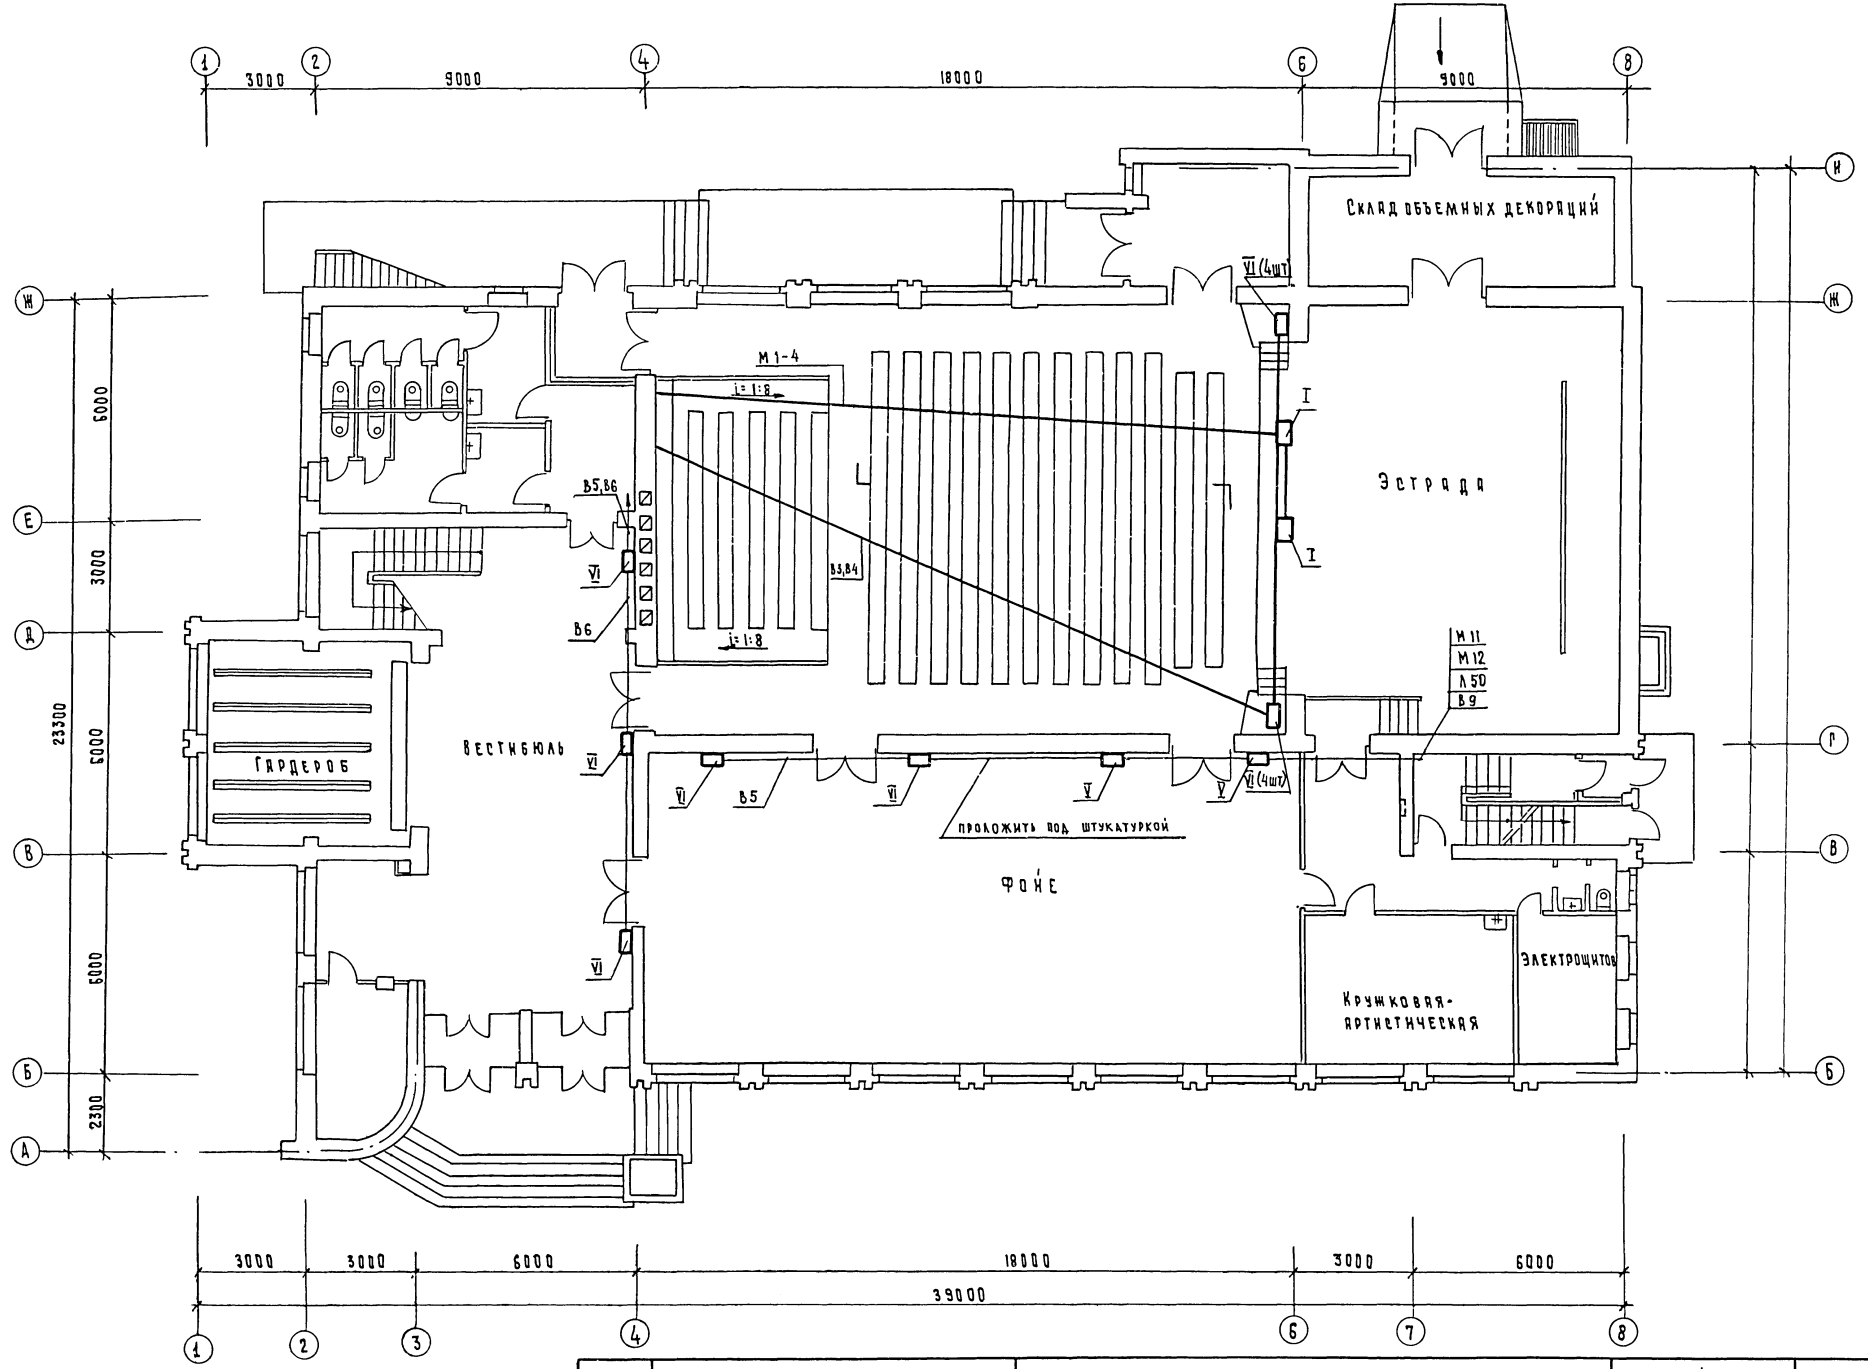 1
2
4
6
8
3000
9000
18000
9000
И
Склад объемных декораций
VI (4шт)
Ж
Ж
М 1-4
i=1:8
I
6000
Эстрада
В5,В6
Е
3000
I
VI
В3,В4
В6
i=1:8
Д
М 11
М 12
Л 50
В 9
23300
6000
Вестибюль
Гардероб
VI
Г
VI
В5
VI
V
V
VI (4шт)
проложить под штукатуркой
В
В
Фойе
6000
VI
Электрощитов
Кружковая-
артистическая
Б
Б
2300
А
3000
3000
6000
18000
3000
6000
39000
1
2
3
4
6
7
8